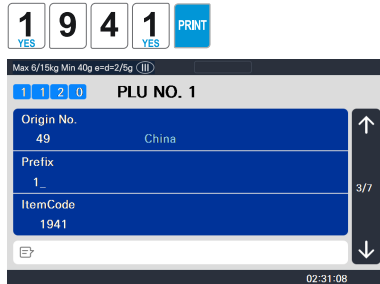 1 9 4 1 PRINT
YES YES
Max 6/15kg Min 40g e=d=2/5g III
1 1 2 0 PLU NO. 1
Origin No.
49 China
Prefix
1_
3/7
ItemCode
1941
02:31:08